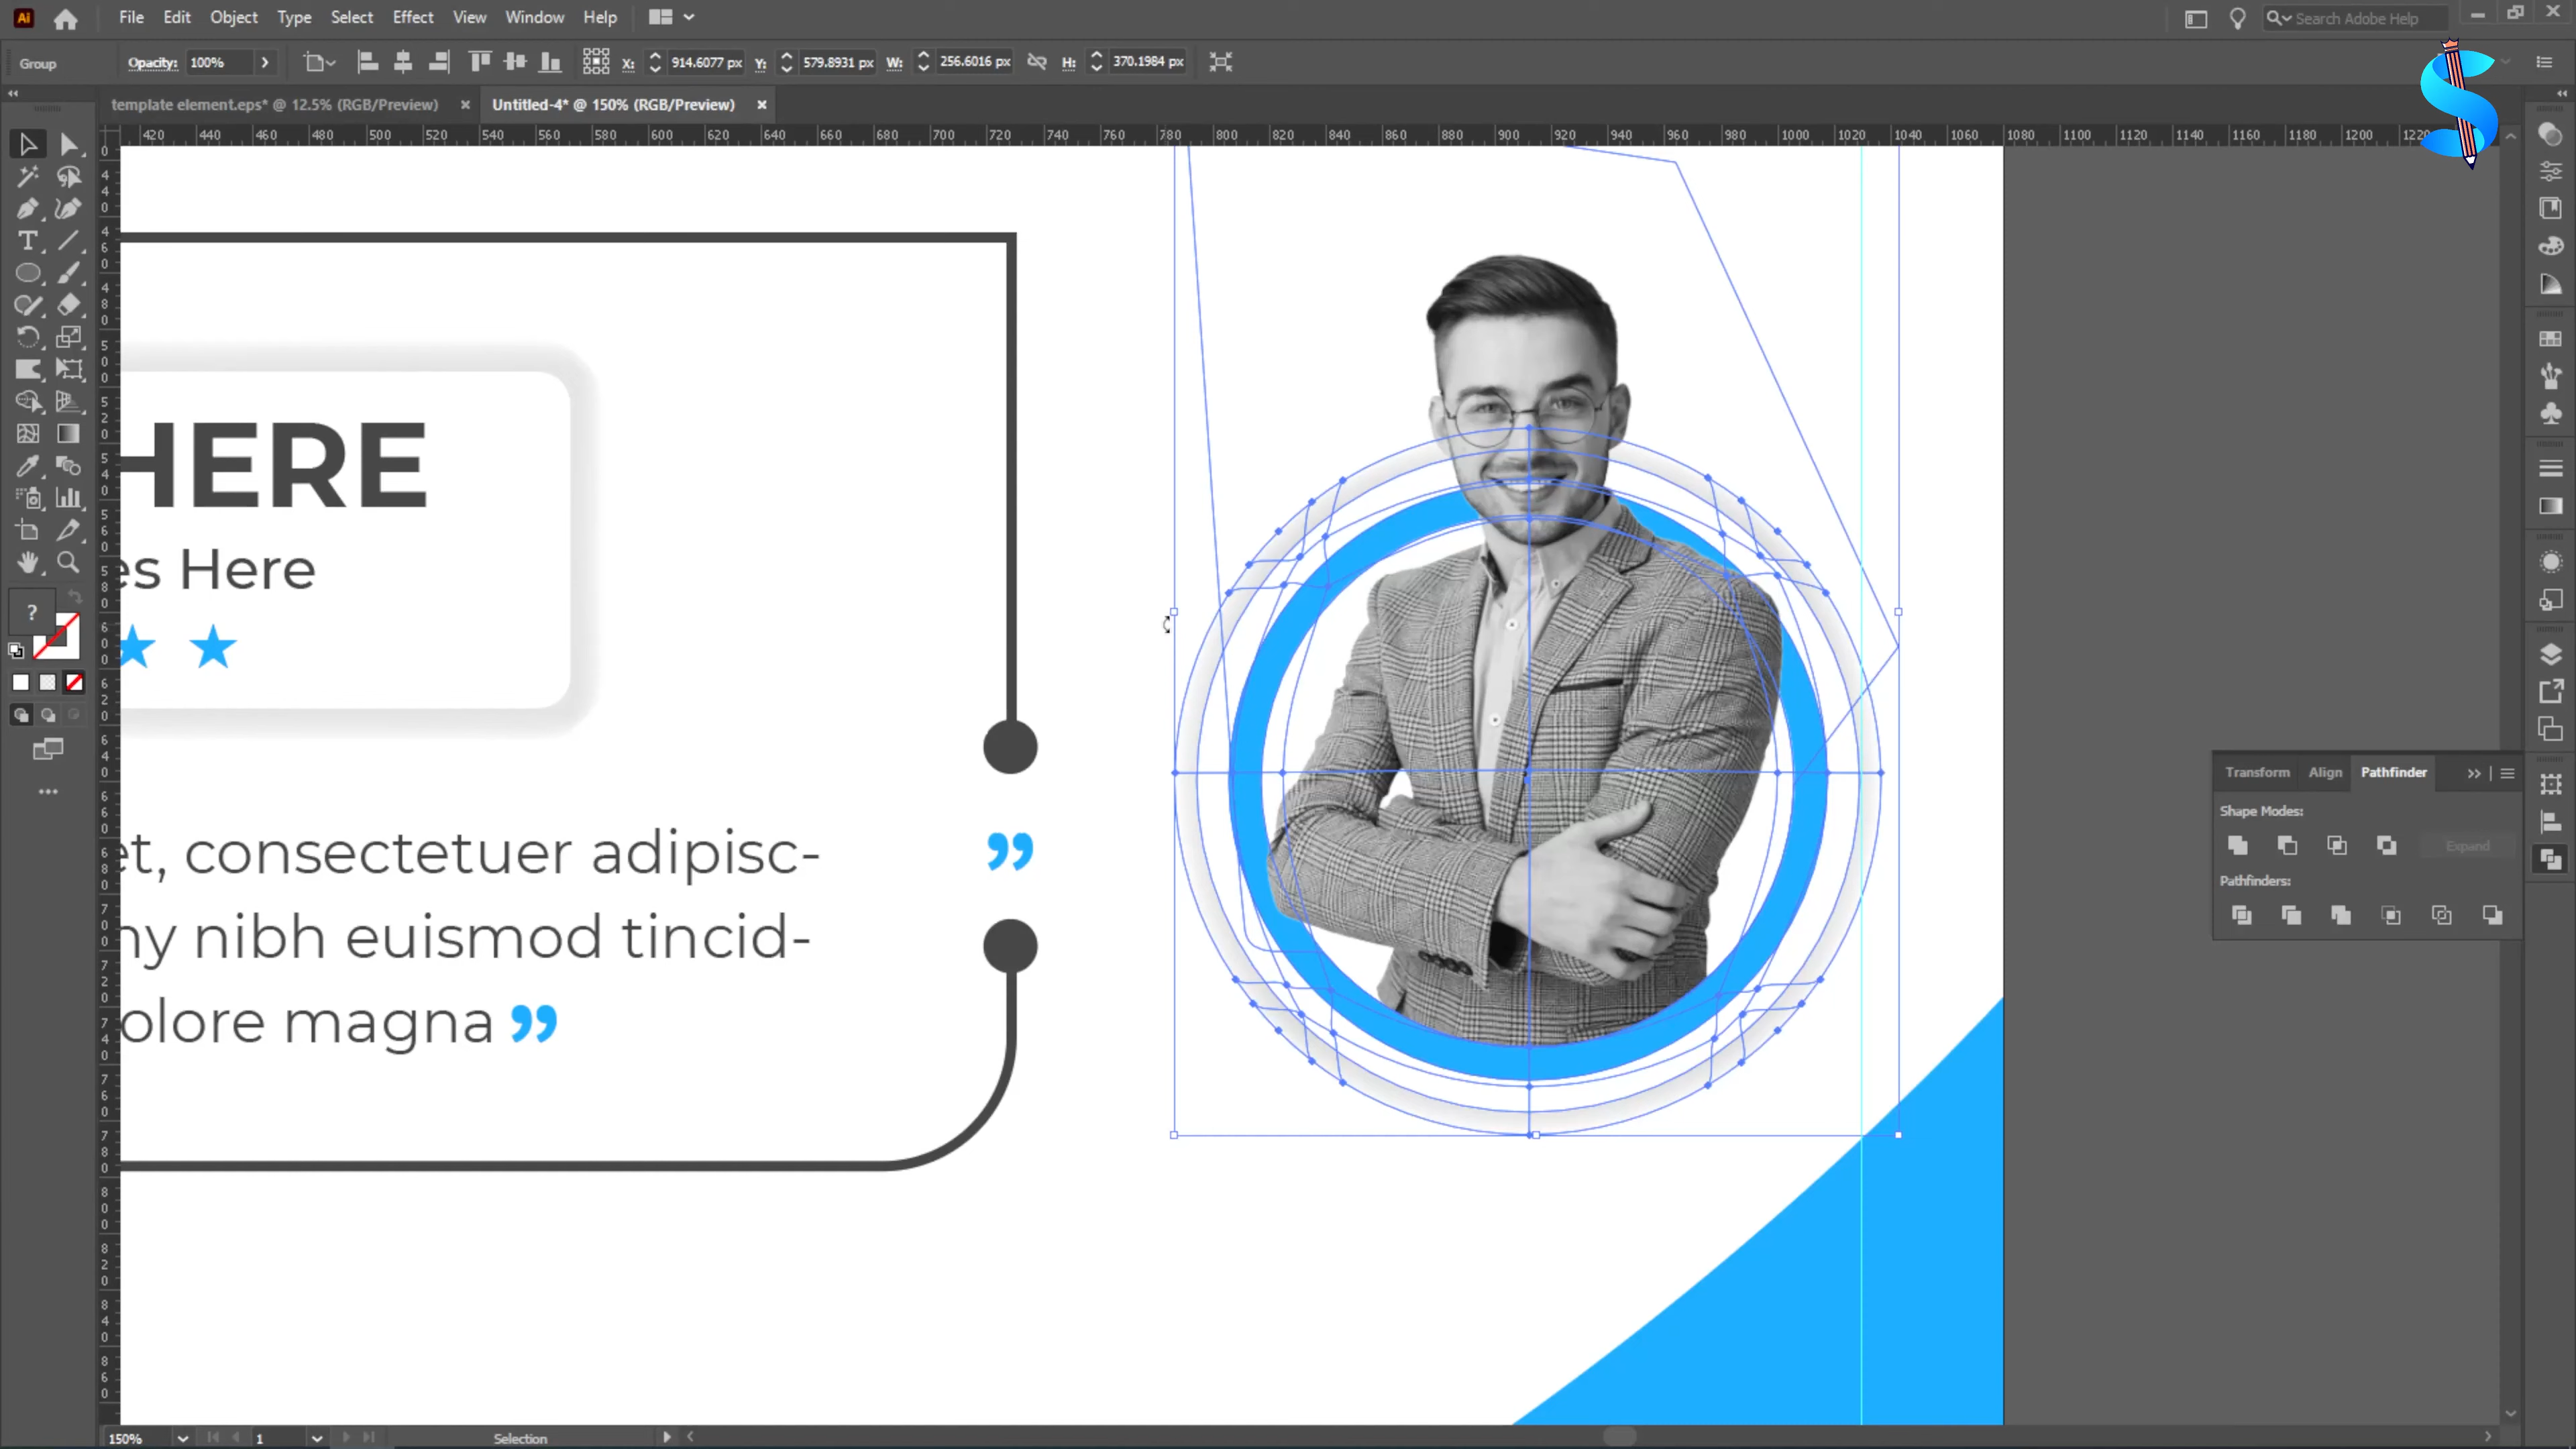 Ai File Edit Object Type Select Effect View Window Help Search Adobe Help
Group Opacity: 100% X: 914.6077 px Y: 579.8931 px W: 256.6016 px H: 370.1984 px
template element.eps* @ 12.5% (RGB/Preview) × Untitled-4* @ 150% (RGB/Preview) ×
420 440 460 480 500 520 540 560 580 600 620 640 660 680 700 720 740 760 780 800 820 840 860 880 900 920 940 960 980 1000 1020 1040 1060 1080 1100 1120 1140 1160 1180 1200 1220
HERE
es Here
?
et, consectetuer adipisc- ”
ny nibh euismod tincid-
olore magna ”
Transform Align Pathfinder
Shape Modes:
Expand
Pathfinders:
150% 1 Selection